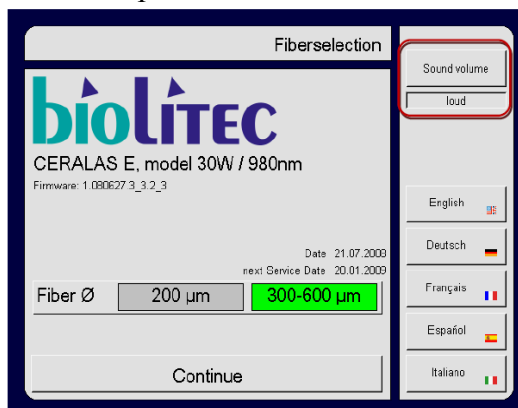 Fiberselection
biolitec
CERALAS E, model 30W / 980nm
Firmware: 1.080627.3_3.2_3
Date 21.07.2008
next Service Date 20.01.2009
Fiber Ø 200 µm 300-600 µm
Continue
Sound volume
loud
English
Deutsch
Français
Español
Italiano